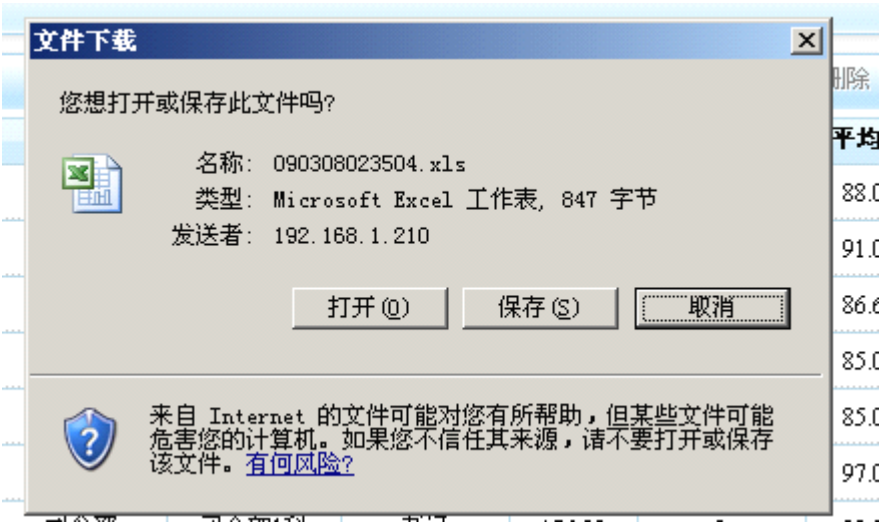 文件下载
删除
您想打开或保存此文件吗?
平均
名称: 090308023504.xls
类型: Microsoft Excel 工作表, 847 字节
88.0
发送者: 192.168.1.210
91.0
打开(O) 保存(S) 取消
86.6
85.0
来自 Internet 的文件可能对您有所帮助，但某些文件可能
85.0
危害您的计算机。如果您不信任其来源，请不要打开或保存
该文件。有何风险?
97.0